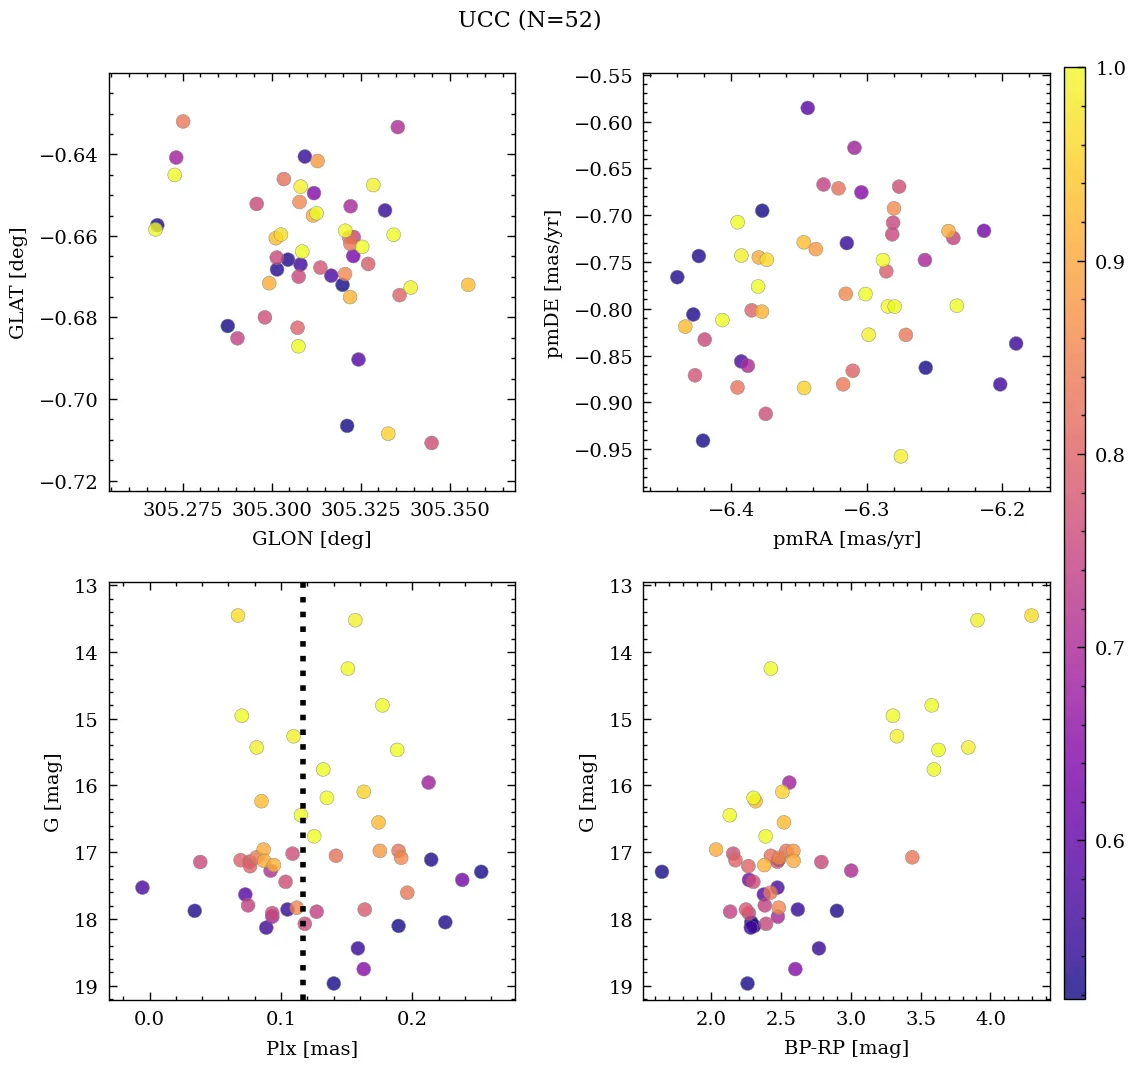 UCC (N=52)
−0.64
−0.66
−0.68
−0.70
−0.72
305.275 305.300 305.325 305.350
GLON [deg]
GLAT [deg]
−0.55
−0.60
−0.65
−0.70
−0.75
−0.80
−0.85
−0.90
−0.95
−6.4 −6.3 −6.2
pmRA [mas/yr]
pmDE [mas/yr]
13
14
15
16
17
18
19
0.0 0.1 0.2
Plx [mas]
G [mag]
13
14
15
16
17
18
19
2.0 2.5 3.0 3.5 4.0
BP-RP [mag]
G [mag]
1.0
0.9
0.8
0.7
0.6